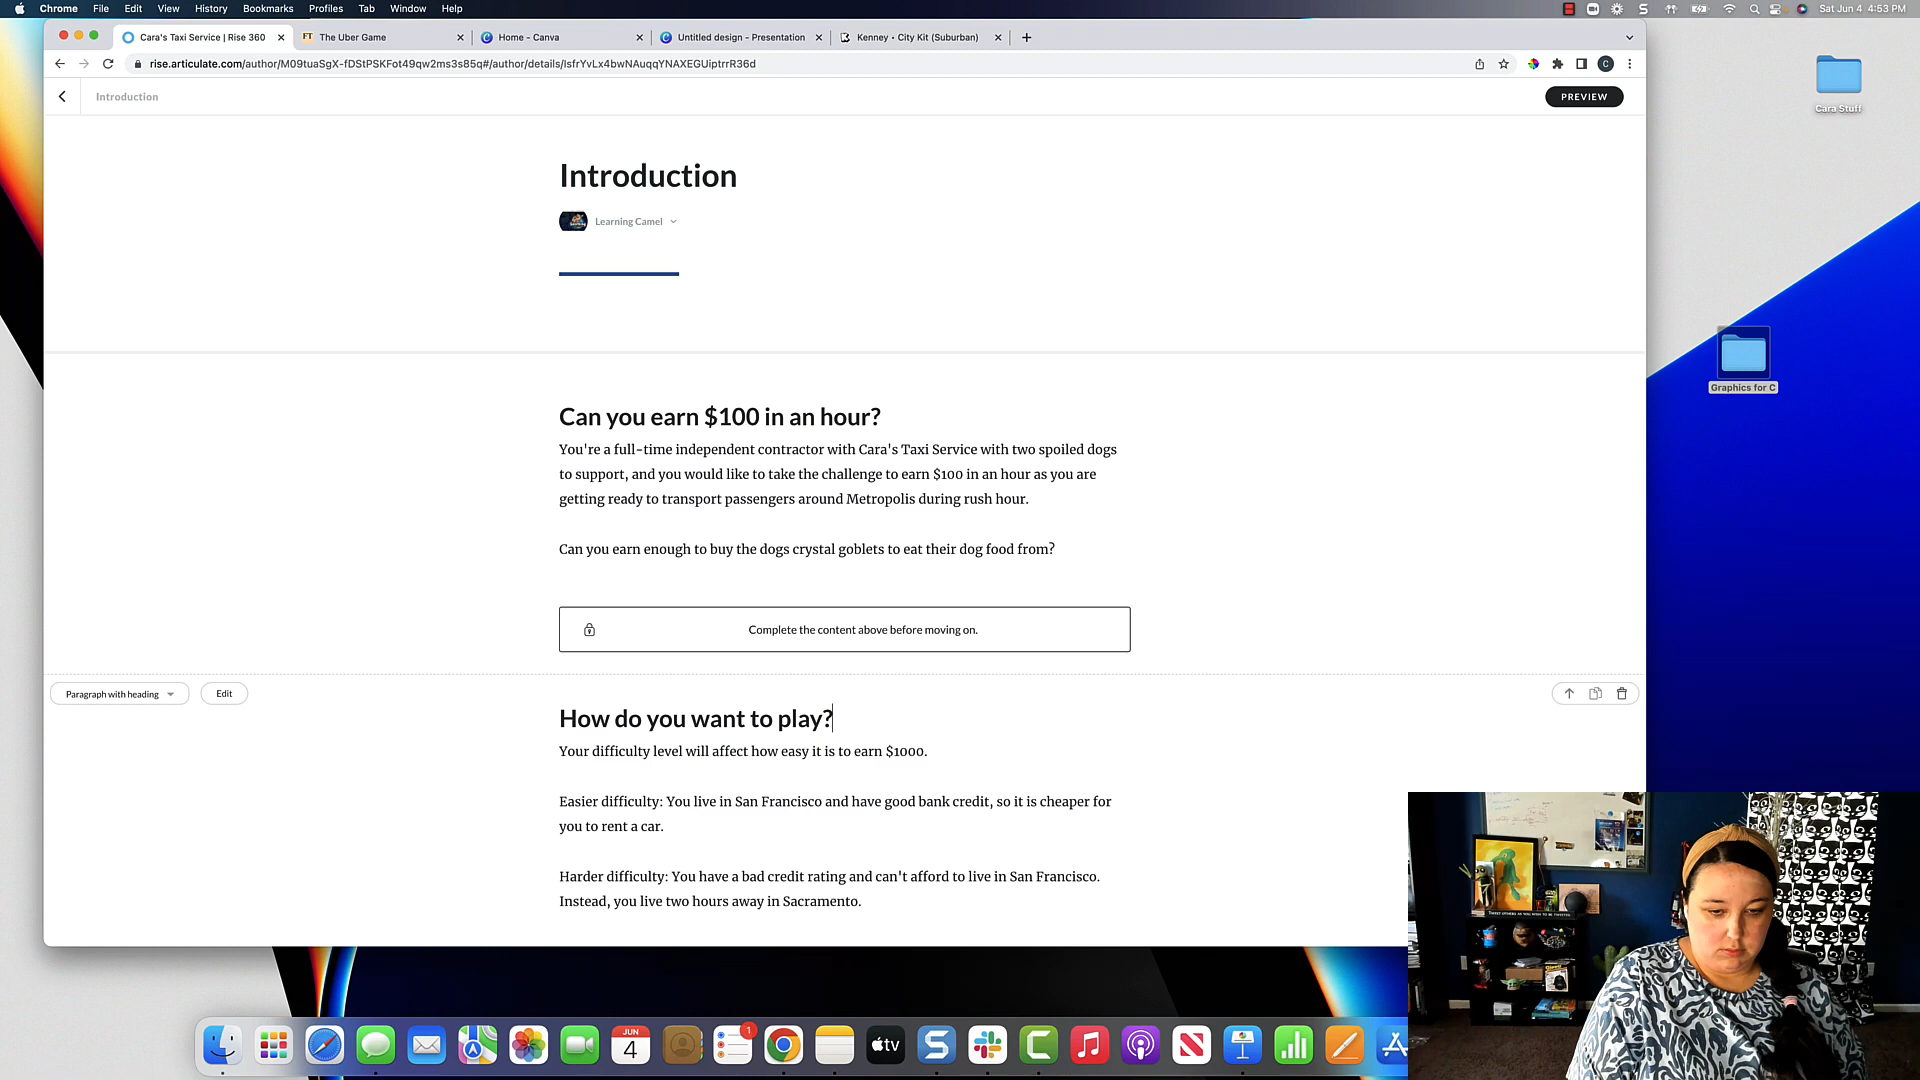 Chrome File Edit View History Bookmarks Profiles Tab Window Help
Sat Jun 4 4:53 PM
Cara's Taxi Service | Rise 360
FT The Uber Game
Home - Canva
Untitled design - Presentation
Kenney • City Kit (Suburban)
rise.articulate.com/author/M09tuaSgX-fDStPSKFot49qw2ms3s85q#/author/details/IsfrYvLx4bwNAuqqYNAXEGUiptrrR36d
C
Introduction
PREVIEW
Cara Stuff
Introduction
Learning Camel
Graphics for C
Can you earn $100 in an hour?
You're a full-time independent contractor with Cara's Taxi Service with two spoiled dogs
to support, and you would like to take the challenge to earn $100 in an hour as you are
getting ready to transport passengers around Metropolis during rush hour.
Can you earn enough to buy the dogs crystal goblets to eat their dog food from?
Complete the content above before moving on.
Paragraph with heading
Edit
How do you want to play?
Your difficulty level will affect how easy it is to earn $1000.
Easier difficulty: You live in San Francisco and have good bank credit, so it is cheaper for
you to rent a car.
Harder difficulty: You have a bad credit rating and can't afford to live in San Francisco.
Instead, you live two hours away in Sacramento.
TWEET OTHERS AS YOU WISH TO BE TWEETED
JUN
4
1
tv